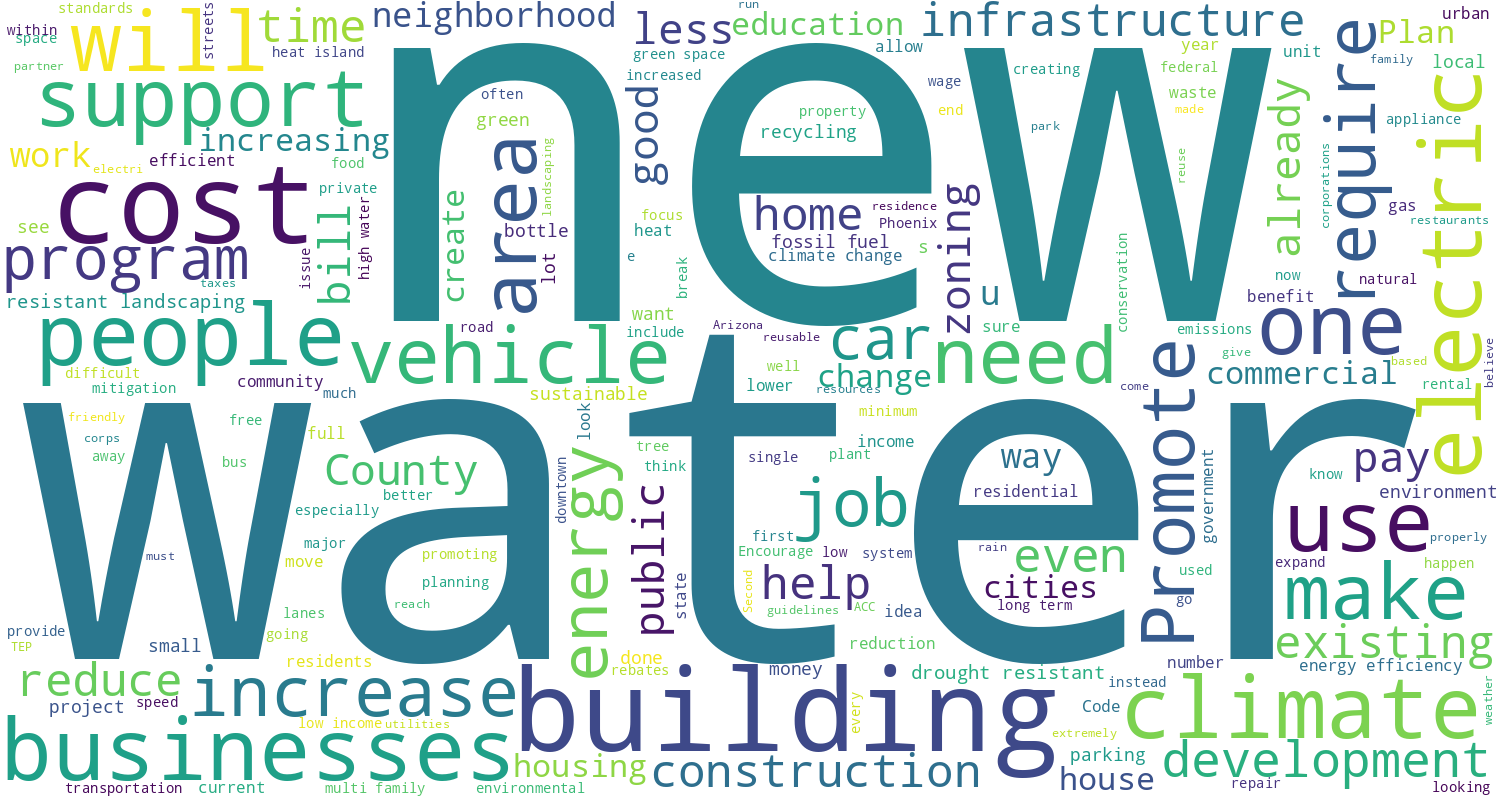 standards
within
space
partner
will
streets
time
heat island
neighborhood
less
run
education
green space
increased
allow
infrastructure
year
federal
waste
made
unit
urban
Plan
local
family
support
increasing
work
electri
efficient
food
private
cost
see
program
bill
high water
issue
taxes
resistant landscaping
people
new
often
green
area
landscaping
create
bottle
lot
road
good
property
recycling
home
residence
Phoenix
focus
heat
fossil fuel
climate change
s
e
break
want
include
wage
end
creating
park
reuse
zoning
u
sure
conservation
already
corporations
require
appliance
gas
restaurants
electric
now
natural
benefit
emissions
one
give
commercial
based
rental
believe
difficult
mitigation
community
much
vehicle
sustainable
Arizona
reusable
well
lower
resources
car
change
need
come
minimum
water
friendly
corps
away
free
bus
full
County
better
especially
major
move
must
promoting
planning
reach
lanes
going
small
residents
look
downtown
energy
tree
think
public
state
done
rebates
single
income
plant
job
first
Encourage
low
system
help
Second
guidelines
ACC
idea
reduction
money
way
residential
rain
even
cities
long term
Promote
government
used
go
know
pay
environment
use
properly
expand
happen
make
existing
energy efficiency
number
provide
TEP
reduce
project
speed
increase
low income
utilities
businesses
transportation
current
multi family
environmental
building
housing
construction
every
drought resistant
instead
Code
extremely
parking
house
climate
weather
development
repair
looking